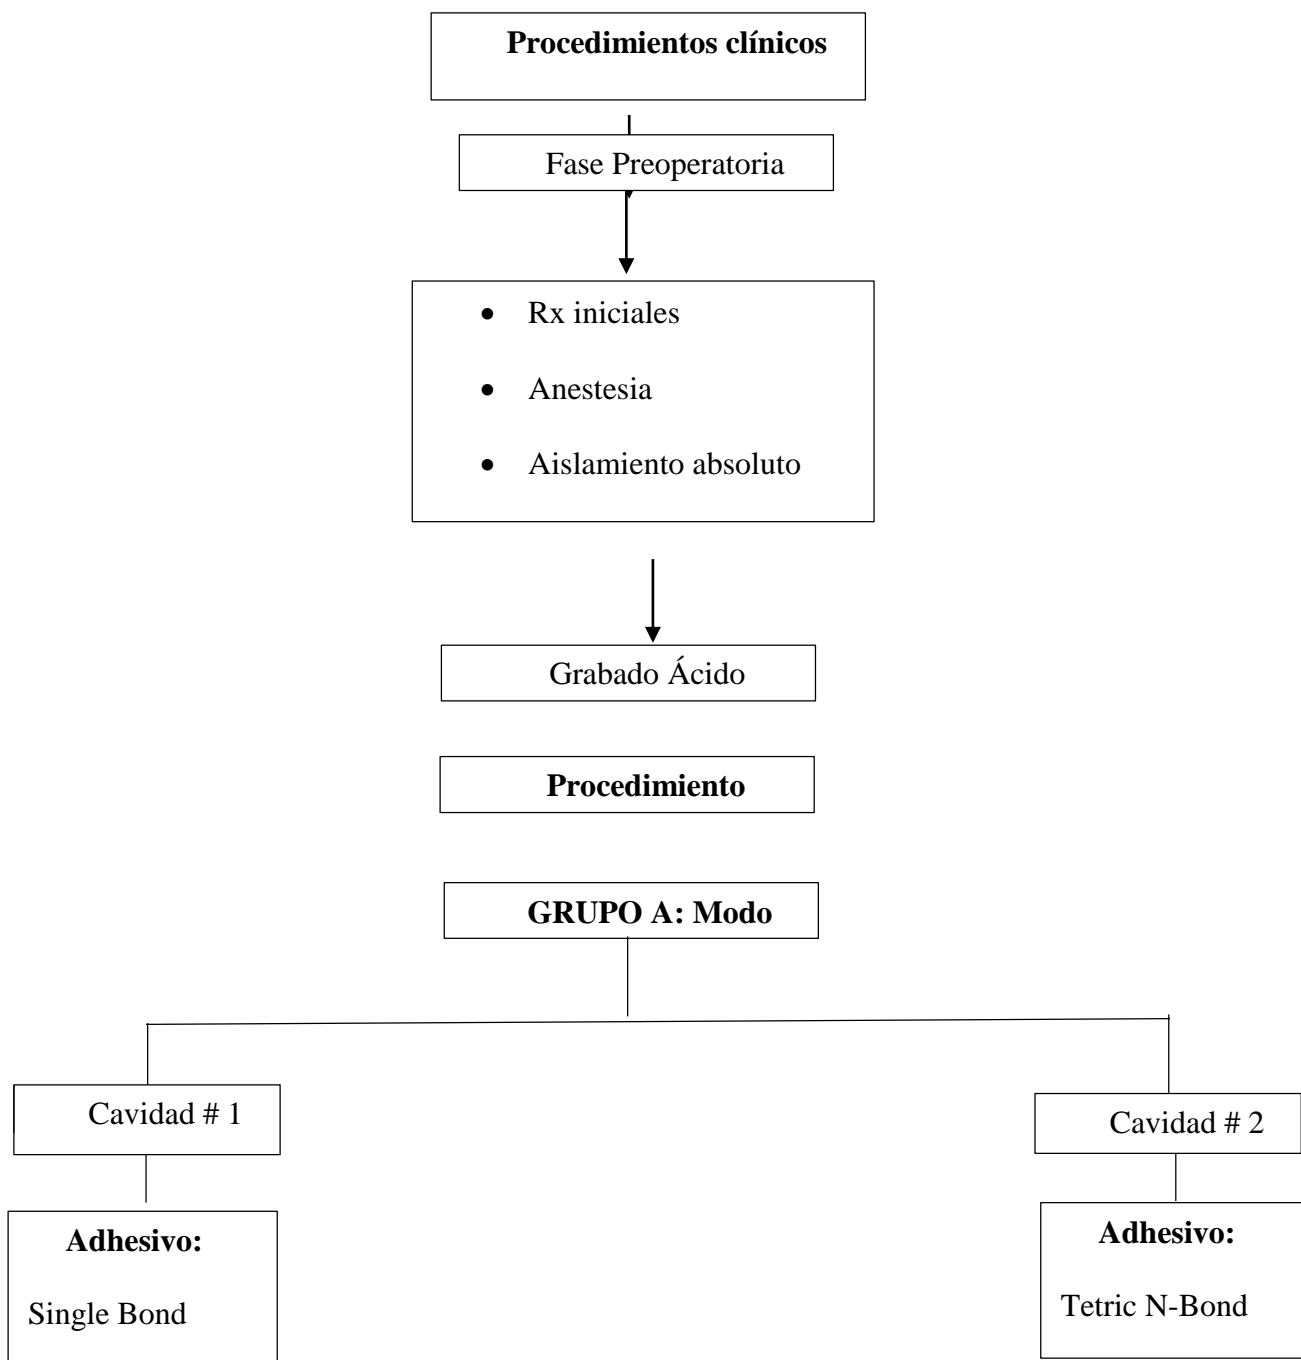 Procedimientos clínicos
Fase Preoperatoria
• Rx iniciales
• Anestesia
• Aislamiento absoluto
Grabado Ácido
Procedimiento
GRUPO A: Modo
Cavidad # 1
Cavidad # 2
Adhesivo:
Single Bond
Adhesivo:
Tetric N-Bond